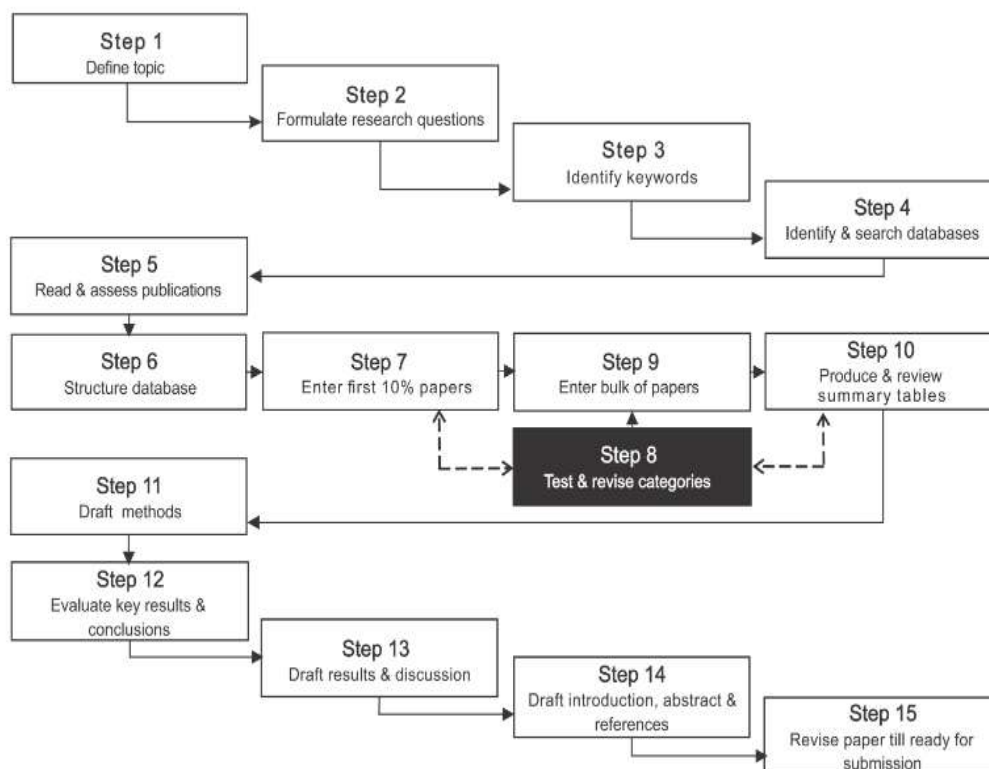 Step 1
Define topic
Step 2
Formulate research questions
Step 3
Identify keywords
Step 4
Identify & search databases
Step 5
Read & assess publications
Step 6
Structure database
Step 7
Enter first 10% papers
Step 9
Enter bulk of papers
Step 10
Produce & review
summary tables
Step 8
Test & revise categories
Step 11
Draft methods
Step 12
Evaluate key results &
conclusions
Step 13
Draft results & discussion
Step 14
Draft introduction, abstract &
references
Step 15
Revise paper till ready for
submission